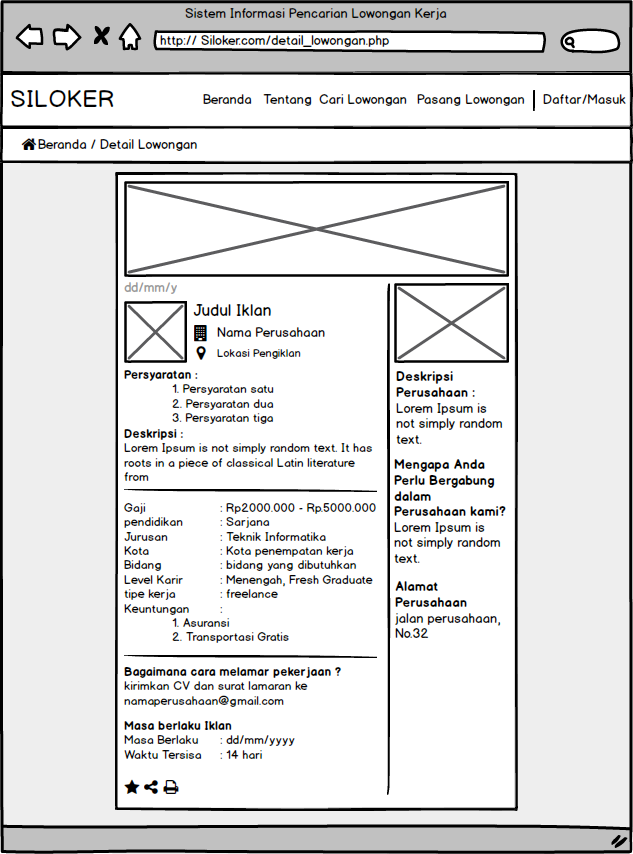 Sistem Informasi Pencarian Lowongan Kerja
http:// Siloker.com/detail_lowongan.php
SILOKER
Beranda Tentang Cari Lowongan Pasang Lowongan Daftar/Masuk
Beranda / Detail Lowongan
dd/mm/y
Judul Iklan
Nama Perusahaan
Lokasi Pengiklan
Persyaratan :
1. Persyaratan satu
2. Persyaratan dua
3. Persyaratan tiga
Deskripsi :
Lorem Ipsum is not simply random text. It has
roots in a piece of classical Latin literature
from
Gaji : Rp2000.000 - Rp.5000.000
pendidikan : Sarjana
Jurusan : Teknik Informatika
Kota : Kota penempatan kerja
Bidang : bidang yang dibutuhkan
Level Karir : Menengah, Fresh Graduate
tipe kerja : freelance
Keuntungan :
1. Asuransi
2. Transportasi Gratis
Bagaimana cara melamar pekerjaan ?
kirimkan CV dan surat lamaran ke
namaperusahaan@gmail.com
Masa berlaku Iklan
Masa Berlaku : dd/mm/yyyy
Waktu Tersisa : 14 hari
Deskripsi
Perusahaan :
Lorem Ipsum is
not simply random
text.
Mengapa Anda
Perlu Bergabung
dalam
Perusahaan kami?
Lorem Ipsum is
not simply random
text.
Alamat
Perusahaan
jalan perusahaan,
No.32